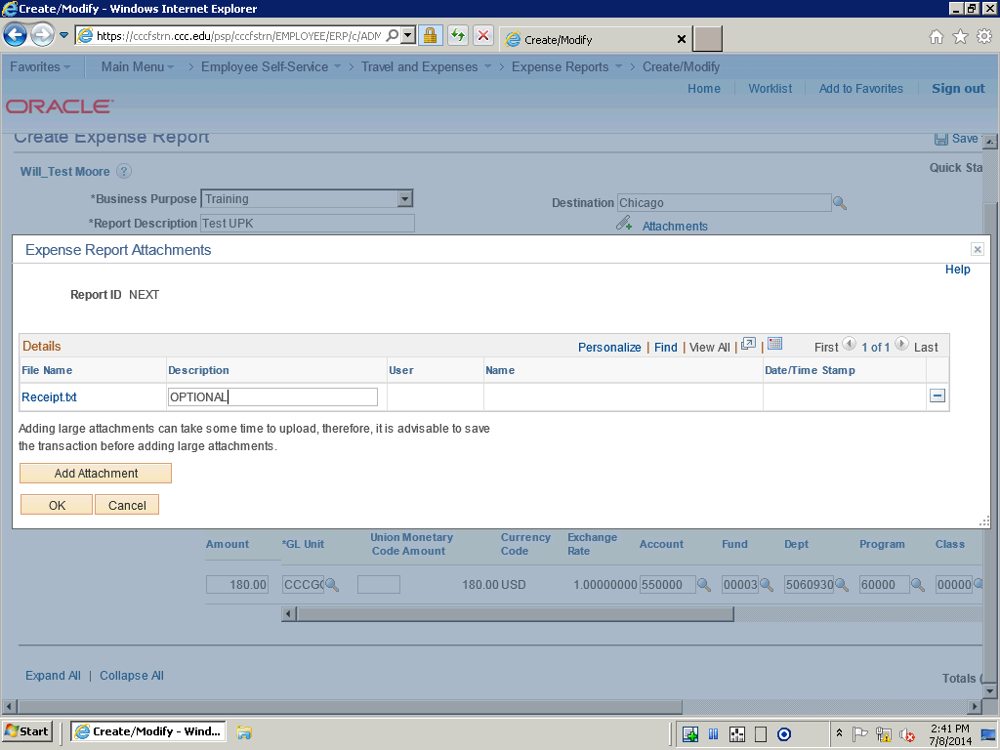 Create/Modify - Windows Internet Explorer
https://cccfstrn.ccc.edu/psp/cccfstrn/EMPLOYEE/ERP/c/ADM
Create/Modify
Favorites Main Menu > Employee Self-Service > Travel and Expenses > Expense Reports > Create/Modify
Home Worklist Add to Favorites Sign out
ORACLE
Create Expense Report
Save
Will_Test Moore ?
Quick Sta
*Business Purpose Training
Destination Chicago
*Report Description Test UPK
Attachments
Expense Report Attachments
Help
Report ID NEXT
Details
Personalize | Find | View All | | First 1 of 1 Last
File Name Description User Name Date/Time Stamp
Receipt.txt OPTIONAL
Adding large attachments can take some time to upload, therefore, it is advisable to save
the transaction before adding large attachments.
Add Attachment
OK Cancel
Amount *GL Unit Union Monetary Code Amount Currency Code Exchange Rate Account Fund Dept Program Class
180.00 CCCG 180.00 USD 1.00000000 550000 00003 5060930 60000 00000
Expand All | Collapse All
Totals (
Start Create/Modify - Wind... 2:41 PM
7/8/2014